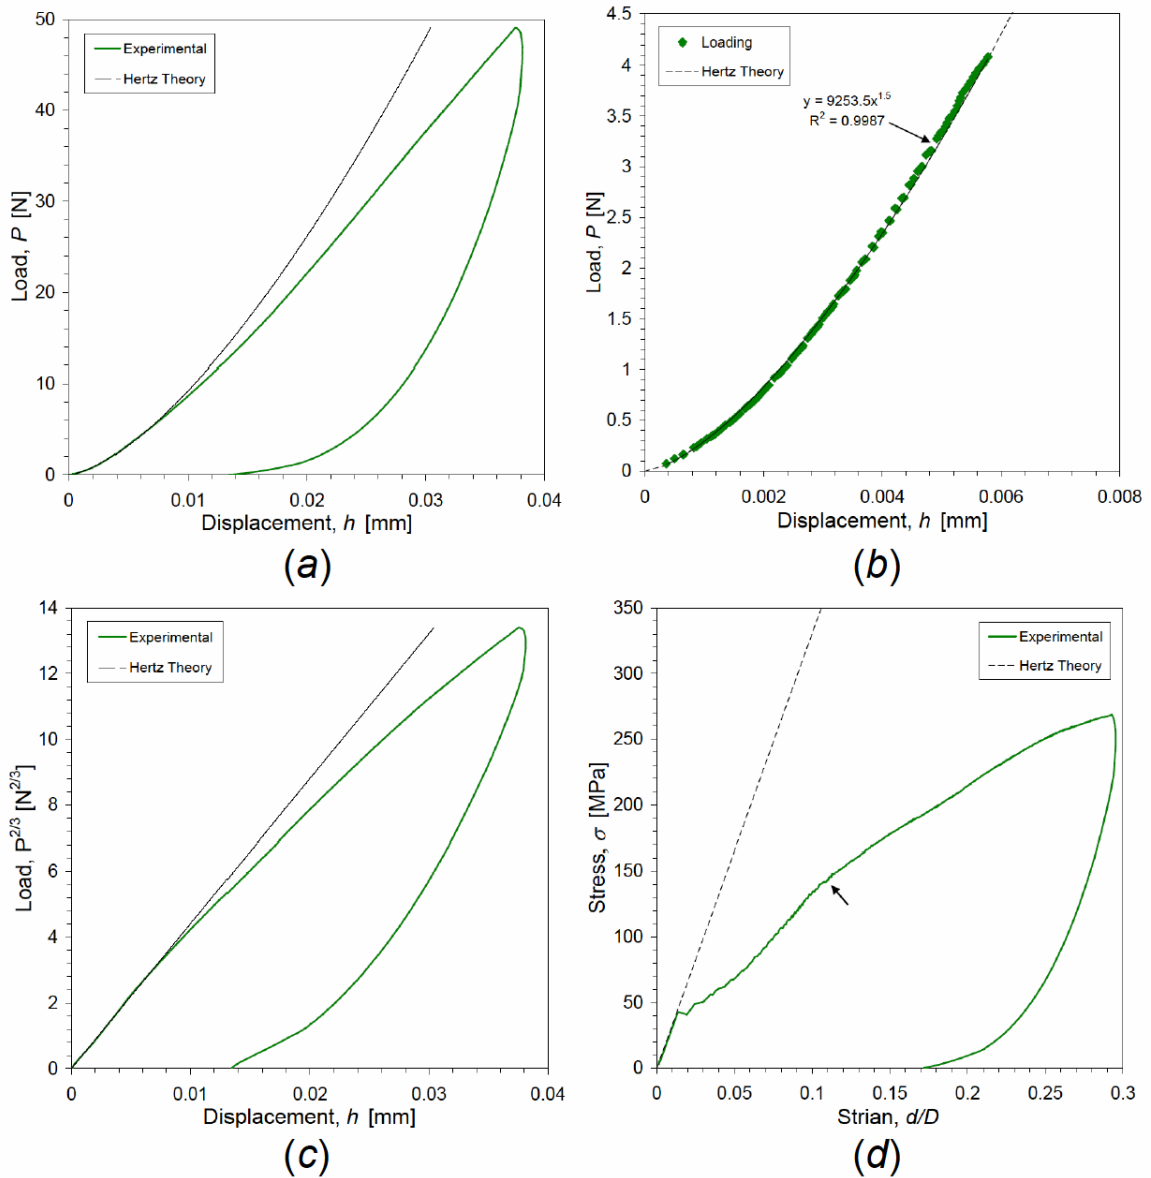 50
40
30
20
10
0
Load, P [N]
Experimental
Hertz Theory
0
0.01
0.02
0.03
0.04
Displacement, h [mm]
(a)
4.5
4
3.5
3
2.5
2
1.5
1
0.5
0
Load, P [N]
Loading
Hertz Theory
y = 9253.5x^1.5
R² = 0.9987
0
0.002
0.004
0.006
0.008
Displacement, h [mm]
(b)
14
12
10
8
6
4
2
0
Load, P^2/3 [N^2/3]
Experimental
Hertz Theory
0
0.01
0.02
0.03
0.04
Displacement, h [mm]
(c)
350
300
250
200
150
100
50
0
Stress, σ [MPa]
Experimental
Hertz Theory
0
0.05
0.1
0.15
0.2
0.25
0.3
Strian, d/D
(d)